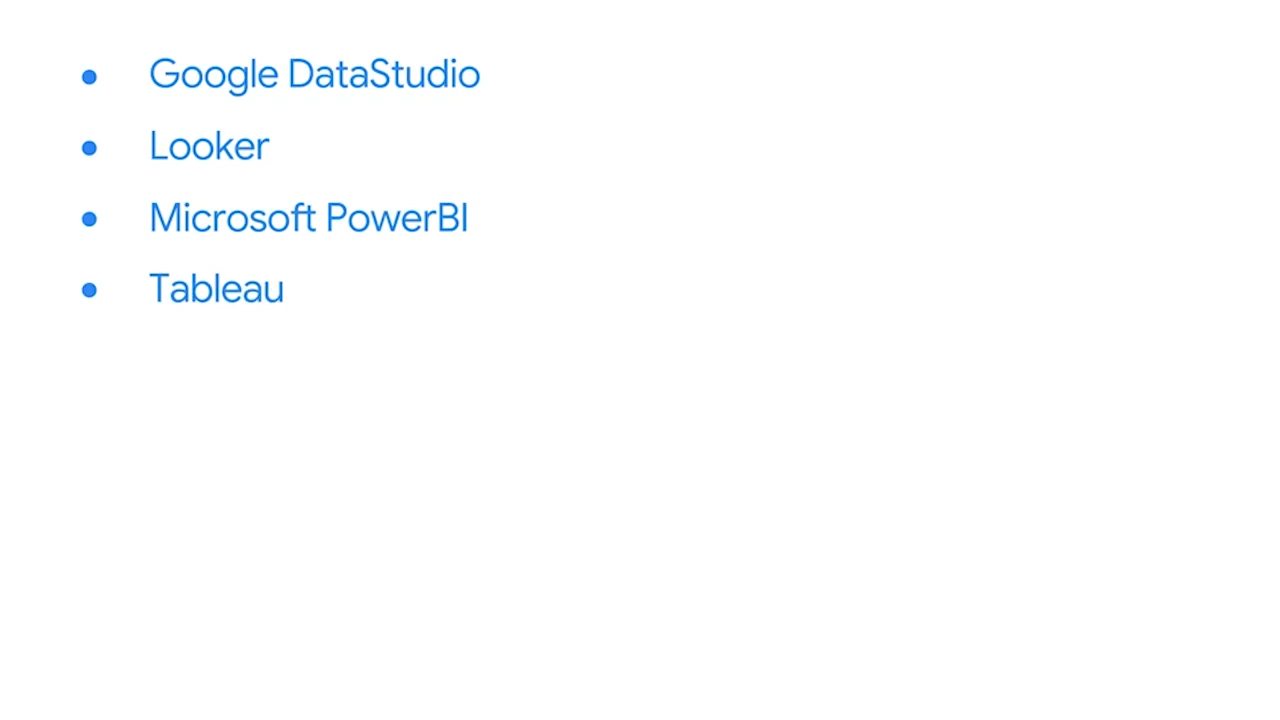 • Google DataStudio
• Looker
• Microsoft PowerBI
• Tableau